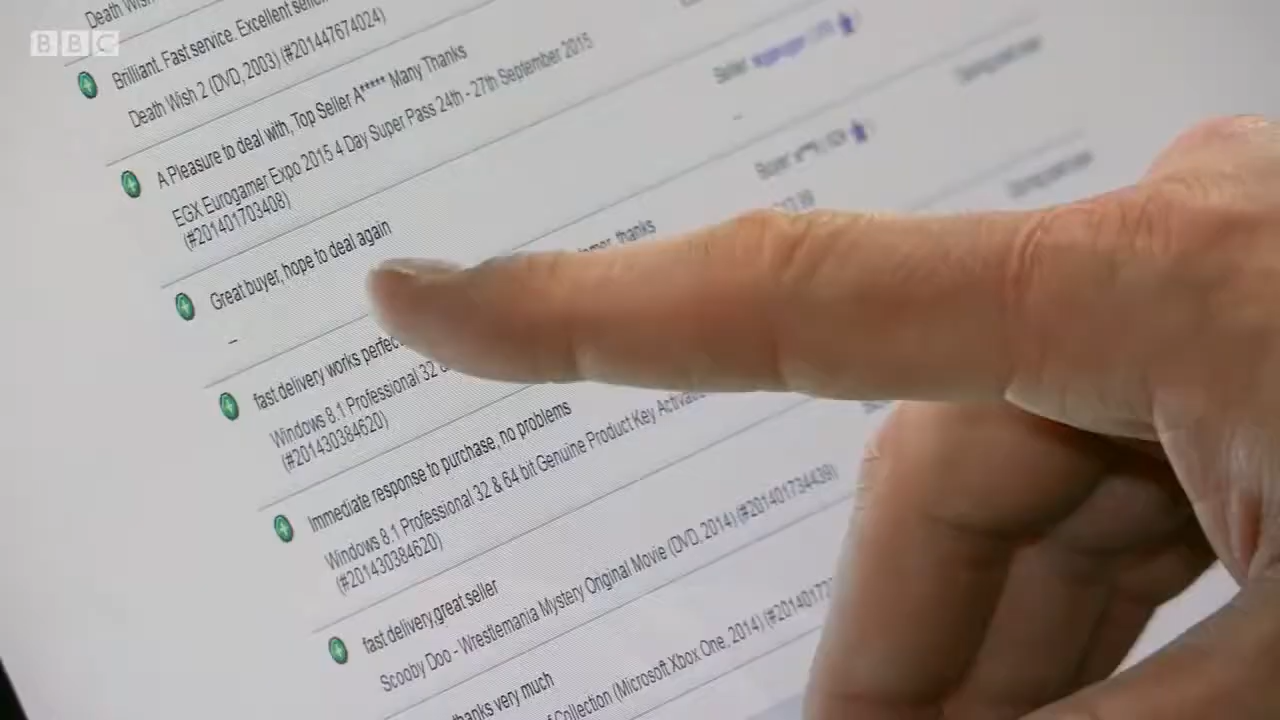 BBC
Death Wish
Brilliant. Fast service. Excellent seller
Death Wish 2 (DVD, 2003) (#201447674024)
A Pleasure to deal with, Top Seller A***** Many Thanks
EGX Eurogamer Expo 2015 4 Day Super Pass 24th - 27th September 2015
(#201401703408)
Seller
Great buyer, hope to deal again
--
Buyer
thanks
fast delivery works perfec
Windows 8.1 Professional 32 &
(#201430384620)
Immediate response to purchase, no problems
Windows 8.1 Professional 32 & 64 bit Genuine Product Key Activat
(#201430384620)
fast delivery,great seller
Scooby Doo - Wrestlemania Mystery Original Movie (DVD, 2014) (#201401734439)
thanks very much
Collection (Microsoft Xbox One, 2014) (#20140172